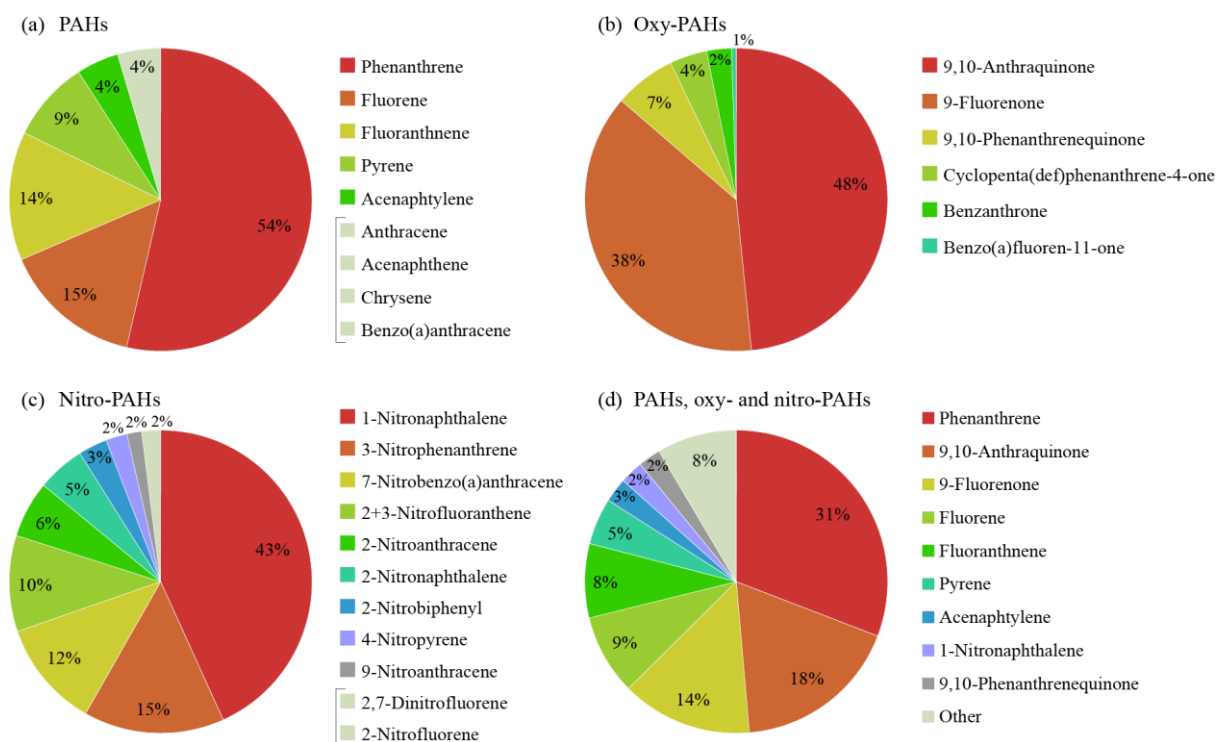 (a) PAHs
4%
4%
9%
14%
15%
54%
Phenanthrene
Fluorene
Fluoranthnene
Pyrene
Acenaphtylene
Anthracene
Acenaphthene
Chrysene
Benzo(a)anthracene
(b) Oxy-PAHs
1%
2%
4%
7%
38%
48%
9,10-Anthraquinone
9-Fluorenone
9,10-Phenanthrenequinone
Cyclopenta(def)phenanthrene-4-one
Benzanthrone
Benzo(a)fluoren-11-one
(c) Nitro-PAHs
2%
2%
2%
3%
5%
6%
10%
12%
15%
43%
1-Nitronaphthalene
3-Nitrophenanthrene
7-Nitrobenzo(a)anthracene
2+3-Nitrofluoranthene
2-Nitroanthracene
2-Nitronaphthalene
2-Nitrobiphenyl
4-Nitropyrene
9-Nitroanthracene
2,7-Dinitrofluorene
2-Nitrofluorene
(d) PAHs, oxy- and nitro-PAHs
8%
2%
2%
3%
5%
8%
9%
14%
18%
31%
Phenanthrene
9,10-Anthraquinone
9-Fluorenone
Fluorene
Fluoranthnene
Pyrene
Acenaphtylene
1-Nitronaphthalene
9,10-Phenanthrenequinone
Other